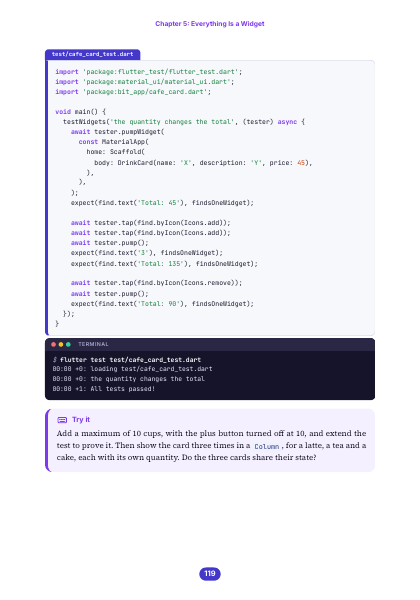 Chapter 5: Everything Is a Widget
test/cafe_card_test.dart
import 'package:flutter_test/flutter_test.dart';
import 'package:material_ui/material_ui.dart';
import 'package:bit_app/cafe_card.dart';
void main() {
  testWidgets('the quantity changes the total', (tester) async {
    await tester.pumpWidget(
      const MaterialApp(
        home: Scaffold(
          body: DrinkCard(name: 'X', description: 'Y', price: 45),
        ),
      ),
    );
    expect(find.text('Total: 45'), findsOneWidget);
    await tester.tap(find.byIcon(Icons.add));
    await tester.tap(find.byIcon(Icons.add));
    await tester.pump();
    expect(find.text('3'), findsOneWidget);
    expect(find.text('Total: 135'), findsOneWidget);
    await tester.tap(find.byIcon(Icons.remove));
    await tester.pump();
    expect(find.text('Total: 90'), findsOneWidget);
  });
}
TERMINAL
$ flutter test test/cafe_card_test.dart
00:00 +0: loading test/cafe_card_test.dart
00:00 +0: the quantity changes the total
00:00 +1: All tests passed!
Try it
Add a maximum of 10 cups, with the plus button turned off at 10, and extend the
test to prove it. Then show the card three times in a Column, for a latte, a tea and a
cake, each with its own quantity. Do the three cards share their state?
119